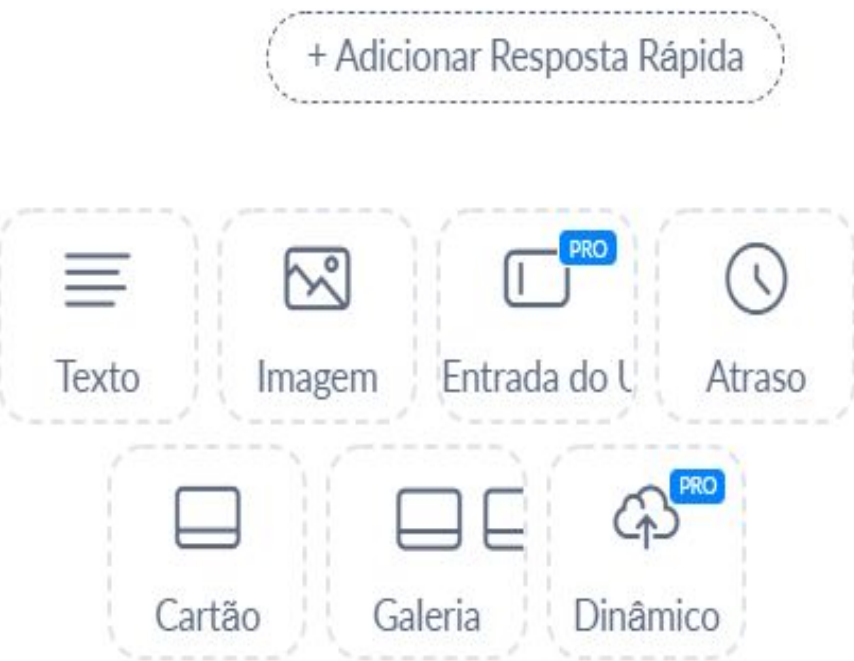 + Adicionar Resposta Rápida
PRO
Texto Imagem Entrada do Atraso
PRO
Cartão Galeria Dinâmico